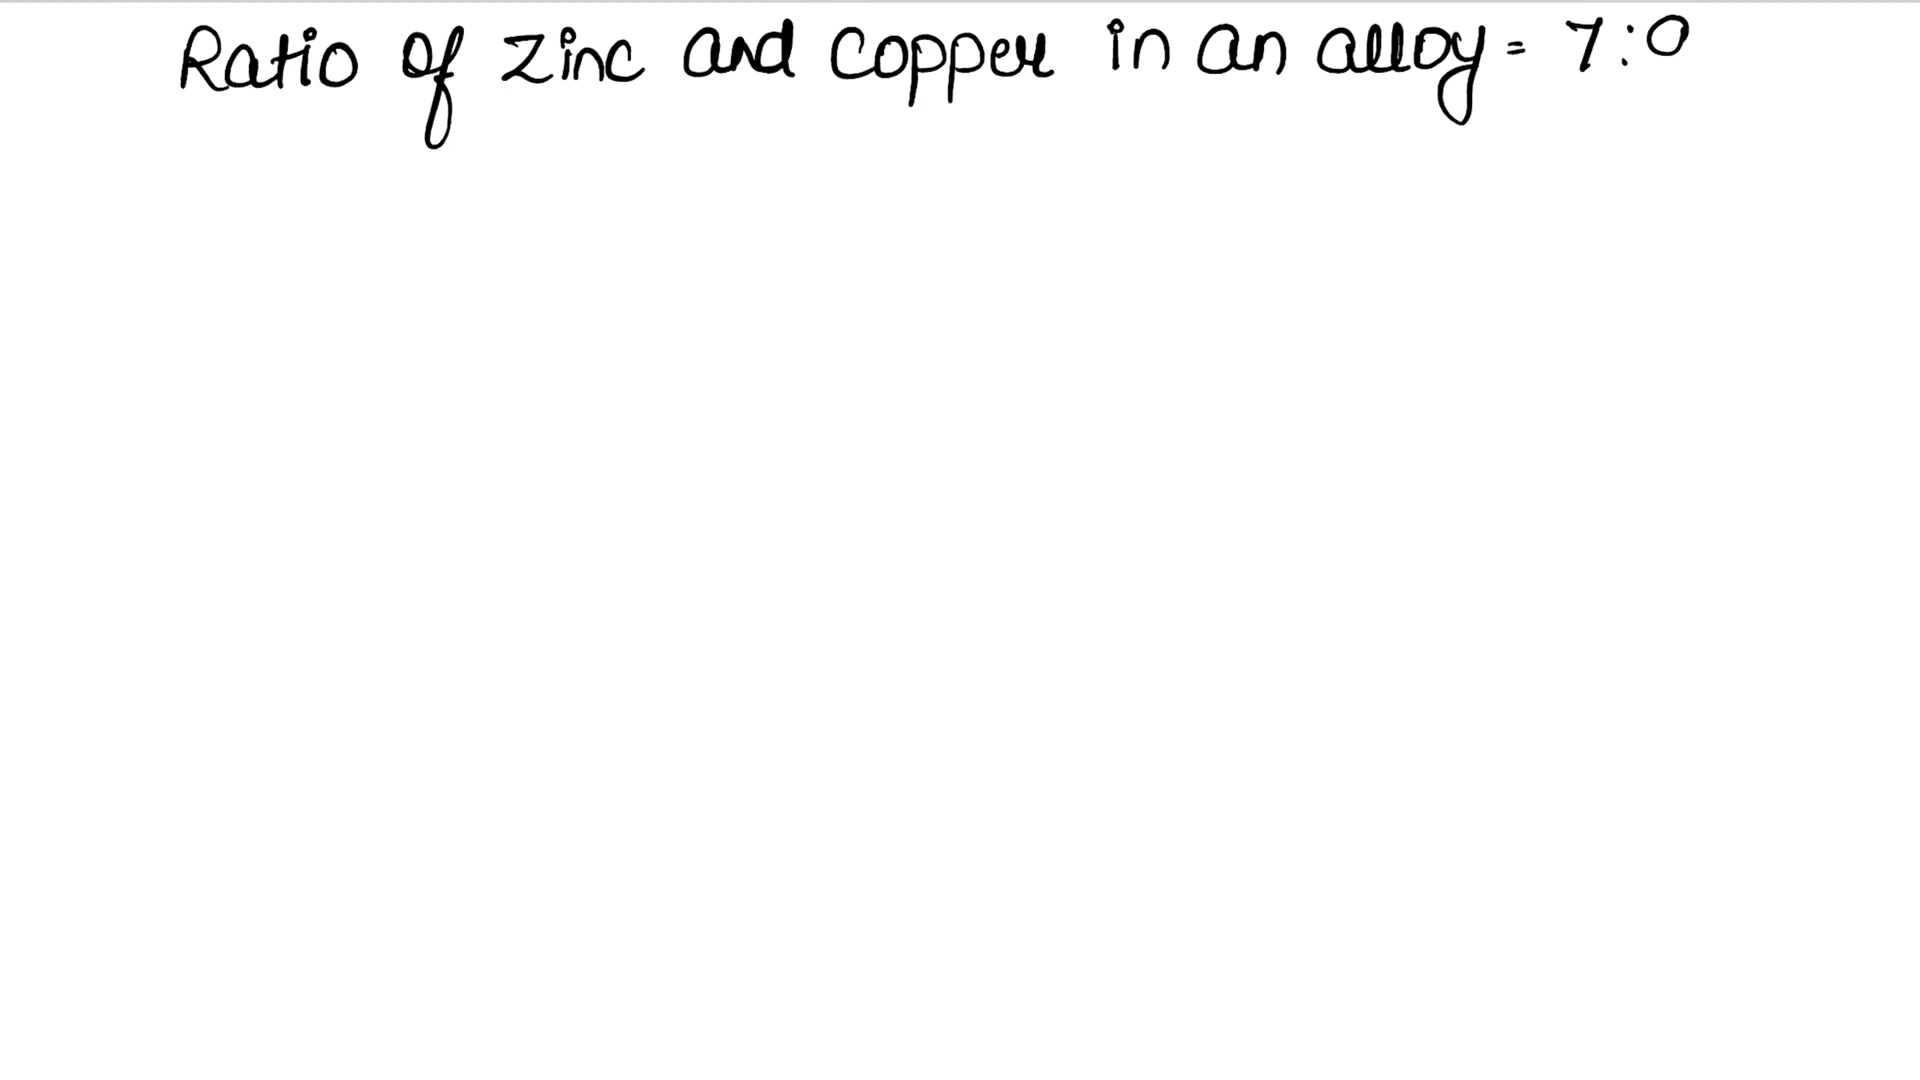 Ratio of zinc and copper in an alloy = 7:0